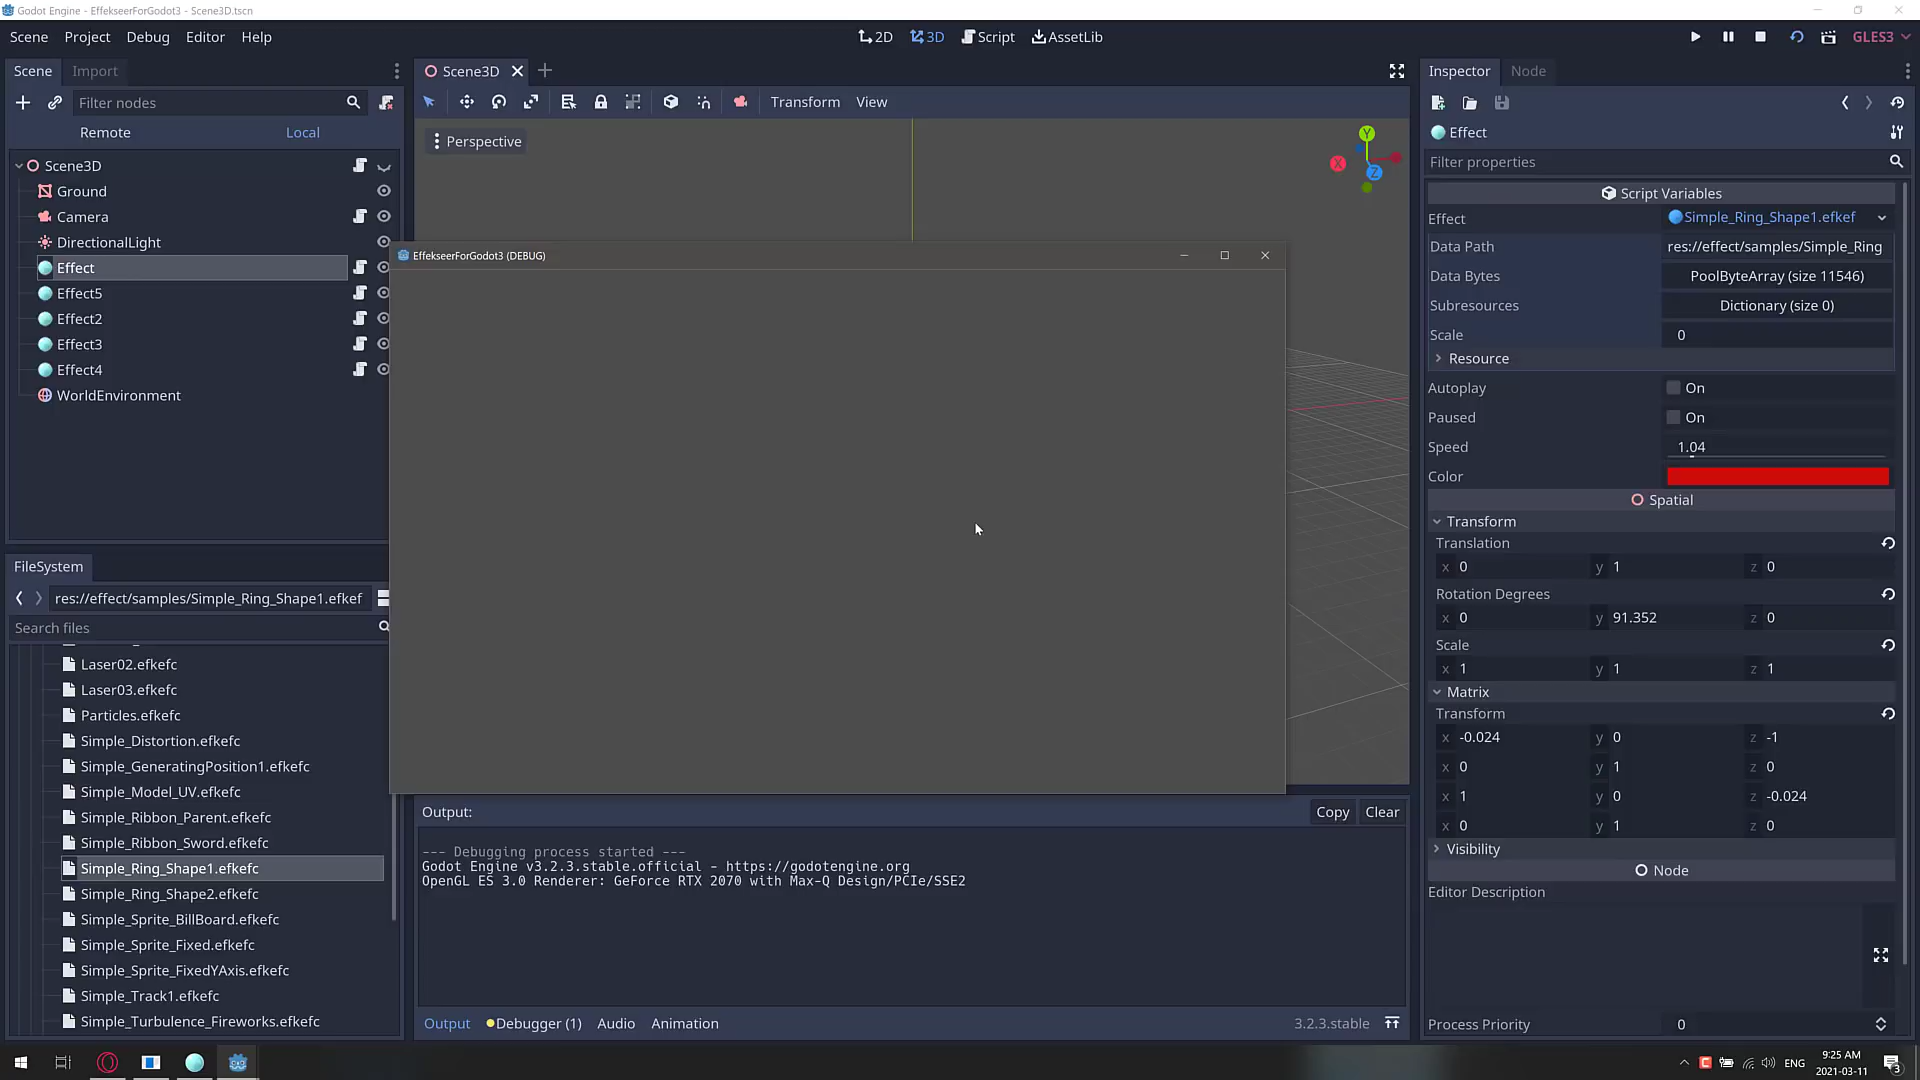 Godot Engine - EffekseerForGodot3 - Scene3D.tscn
Scene Project Debug Editor Help
2D 3D Script AssetLib
GLES3
Scene Import
Scene3D
Inspector Node
Filter nodes
Transform View
Remote Local
Perspective
Y
X
Z
Effect
Filter properties
Scene3D
Ground
Camera
DirectionalLight
Effect
Effect5
Effect2
Effect3
Effect4
WorldEnvironment
EffekseerForGodot3 (DEBUG)
Script Variables
Effect Simple_Ring_Shape1.efkef
Data Path res://effect/samples/Simple_Ring
Data Bytes PoolByteArray (size 11546)
Subresources Dictionary (size 0)
Scale 0
Resource
Autoplay On
Paused On
Speed 1.04
Color
Spatial
Transform
Translation
x 0 y 1 z 0
Rotation Degrees
x 0 y 91.352 z 0
Scale
x 1 y 1 z 1
Matrix
Transform
x -0.024 y 0 z -1
x 0 y 1 z 0
x 1 y 0 z -0.024
x 0 y 1 z 0
Visibility
Node
Editor Description
Process Priority 0
FileSystem
res://effect/samples/Simple_Ring_Shape1.efkef
Search files
Laser02.efkefc
Laser03.efkefc
Particles.efkefc
Simple_Distortion.efkefc
Simple_GeneratingPosition1.efkefc
Simple_Model_UV.efkefc
Simple_Ribbon_Parent.efkefc
Simple_Ribbon_Sword.efkefc
Simple_Ring_Shape1.efkefc
Simple_Ring_Shape2.efkefc
Simple_Sprite_BillBoard.efkefc
Simple_Sprite_Fixed.efkefc
Simple_Sprite_FixedYAxis.efkefc
Simple_Track1.efkefc
Simple_Turbulence_Fireworks.efkefc
Output: Copy Clear
--- Debugging process started ---
Godot Engine v3.2.3.stable.official - https://godotengine.org
OpenGL ES 3.0 Renderer: GeForce RTX 2070 with Max-Q Design/PCIe/SSE2
Output Debugger (1) Audio Animation 3.2.3.stable
ENG
9:25 AM
2021-03-11
3